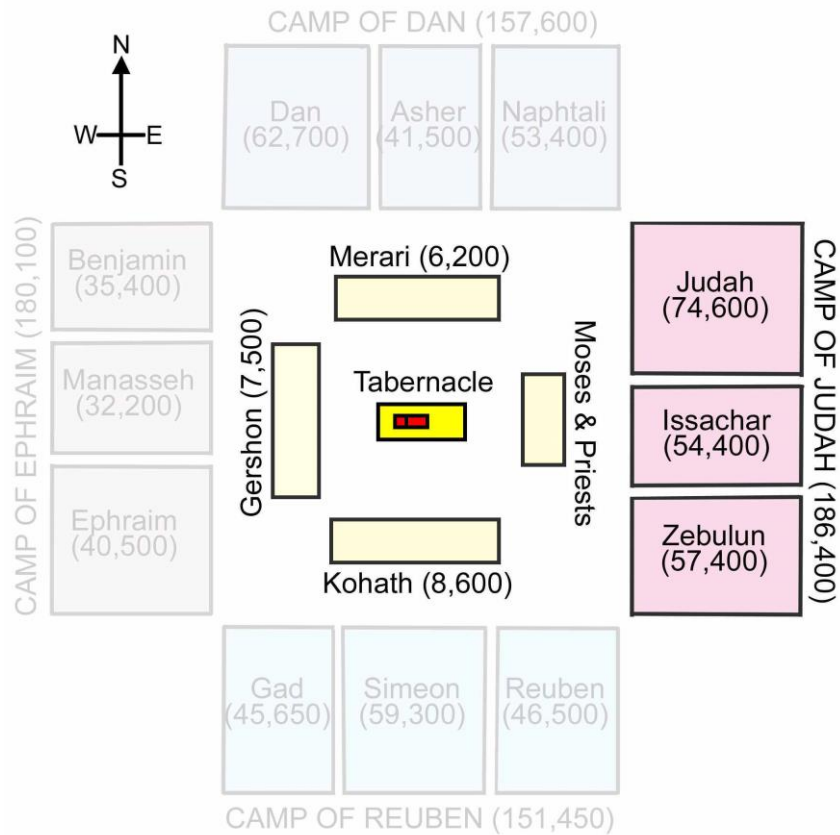 CAMP OF DAN (157,600)
N
W
E
S
Dan
(62,700)
Asher
(41,500)
Naphtali
(53,400)
CAMP OF EPHRAIM (180,100)
Benjamin
(35,400)
Manasseh
(32,200)
Ephraim
(40,500)
Merari (6,200)
Gershon (7,500)
Tabernacle
Moses & Priests
Kohath (8,600)
Judah
(74,600)
Issachar
(54,400)
Zebulun
(57,400)
CAMP OF JUDAH (186,400)
Gad
(45,650)
Simeon
(59,300)
Reuben
(46,500)
CAMP OF REUBEN (151,450)